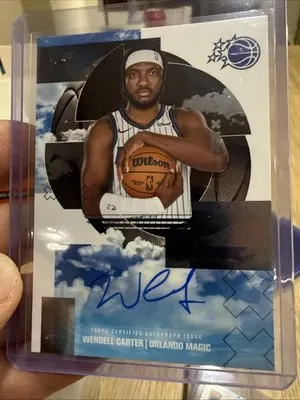 Wilson
TOPPS CERTIFIED AUTOGRAPH ISSUE
WENDELL CARTER | ORLANDO MAGIC